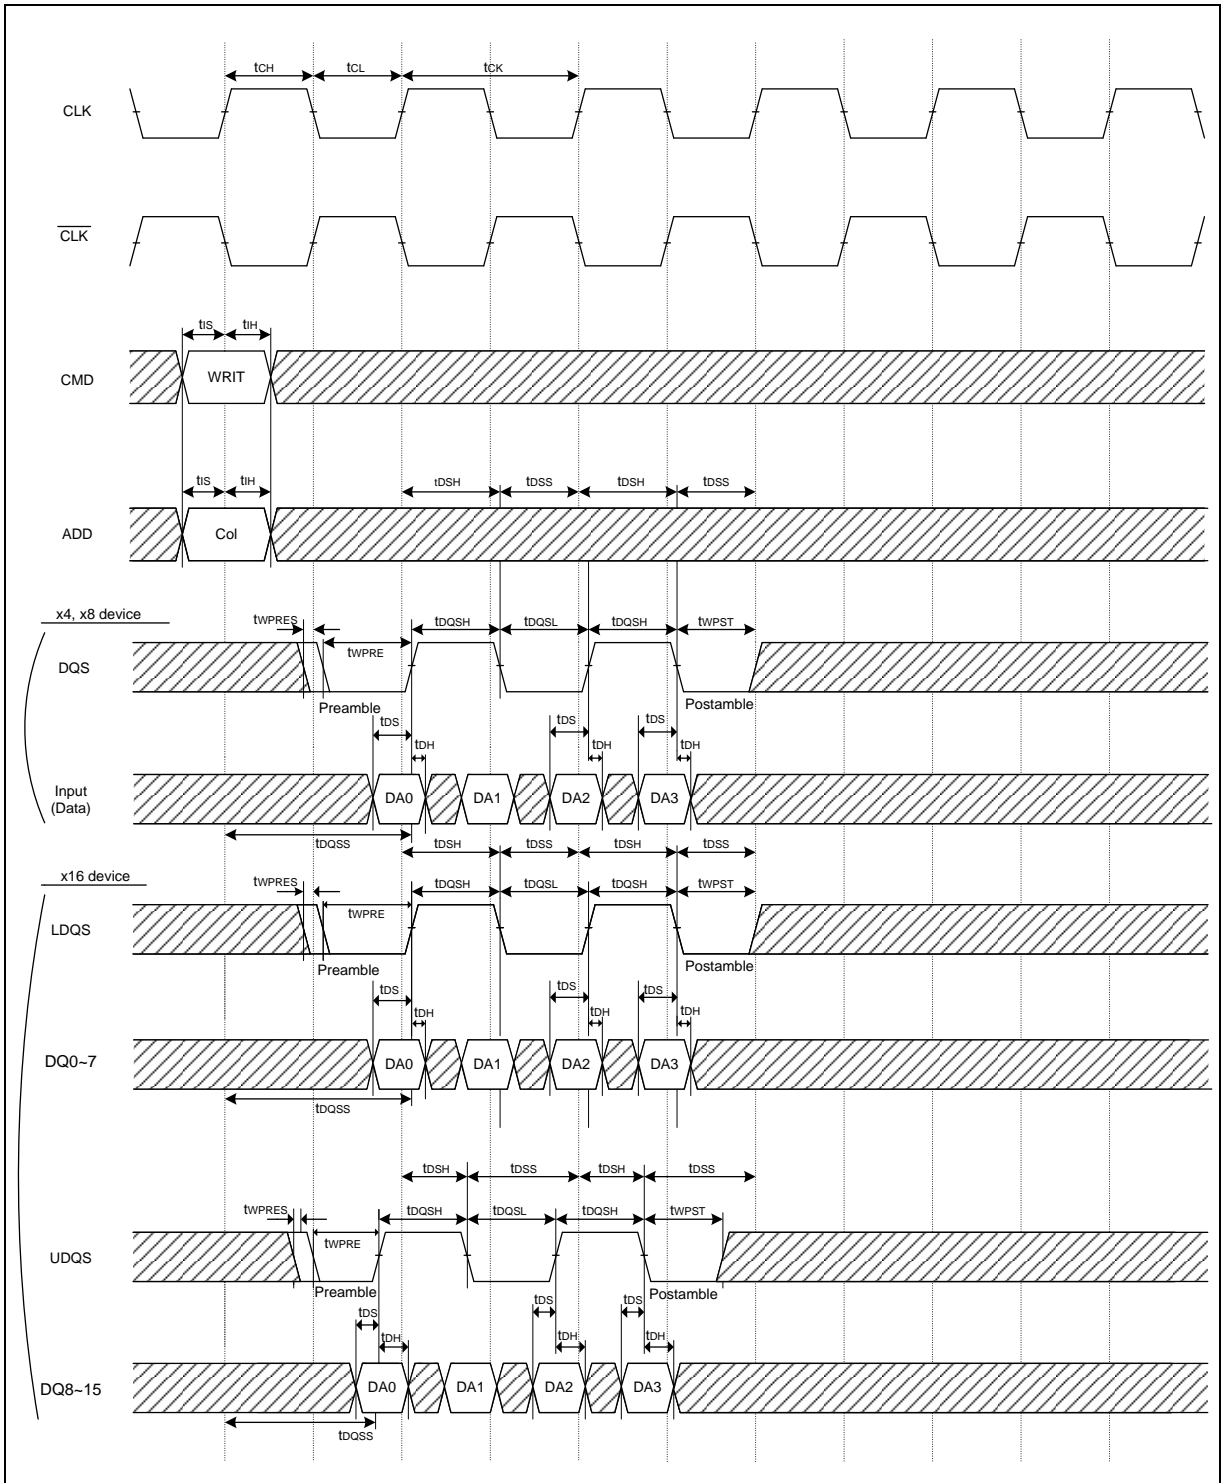 tCH tCL tCK
CLK
CLK
tIS tIH
CMD WRIT
tIS tIH tDSH tDSS tDSH tDSS
ADD Col
x4, x8 device
tWPRES tDQSH tDQSL tDQSH tWPST
tWPRE
DQS
Preamble Postamble
tDS tDS tDS
tDH tDH tDH
Input
(Data)
DA0 DA1 DA2 DA3
tDQSS
tDSH tDSS tDSH tDSS
x16 device
tWPRES tDQSH tDQSL tDQSH tWPST
tWPRE
LDQS
Preamble Postamble
tDS tDS tDS
tDH tDH tDH
DQ0~7 DA0 DA1 DA2 DA3
tDQSS
tDSH tDSS tDSH tDSS
tWPRES tDQSH tDQSL tDQSH tWPST
tWPRE
UDQS
Preamble Postamble
tDS tDS tDS
tDH tDH tDH
DQ8~15 DA0 DA1 DA2 DA3
tDQSS